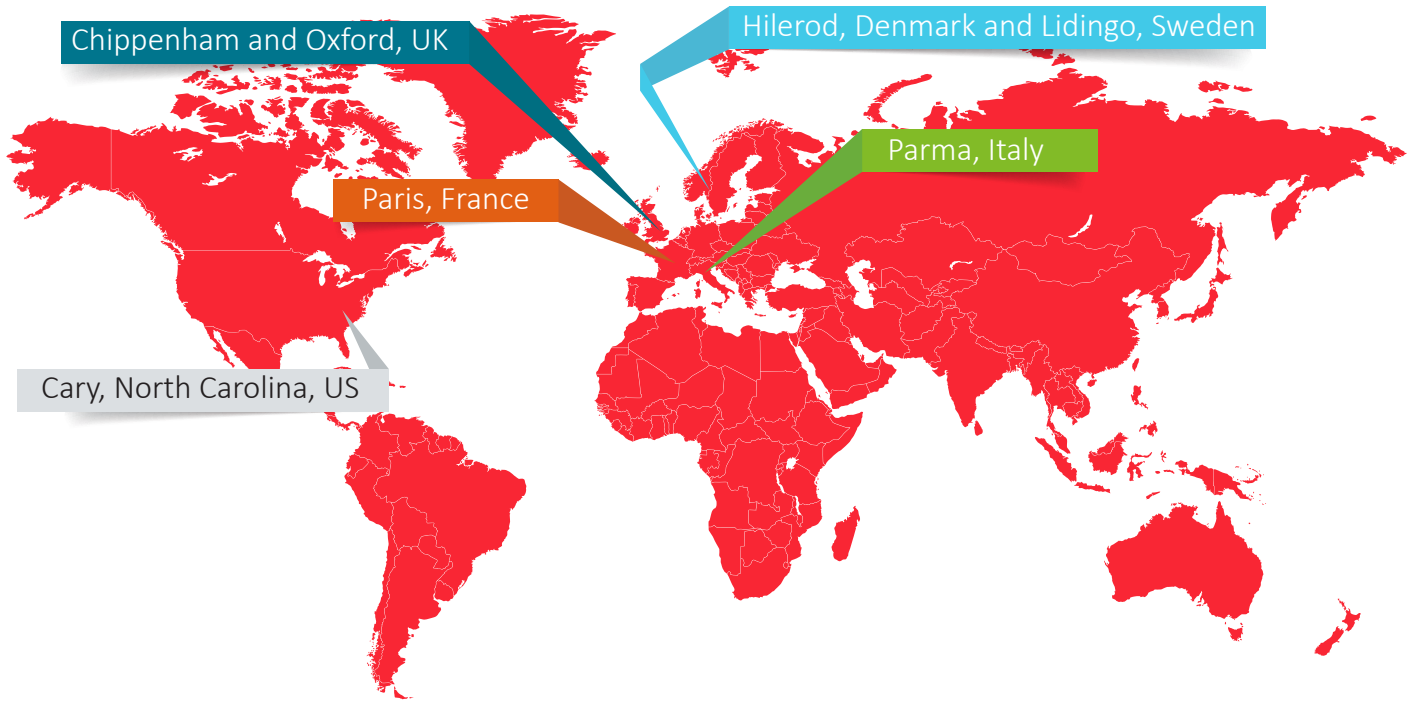 Chippenham and Oxford, UK
Hilerod, Denmark and Lidingo, Sweden
Parma, Italy
Paris, France
Cary, North Carolina, US